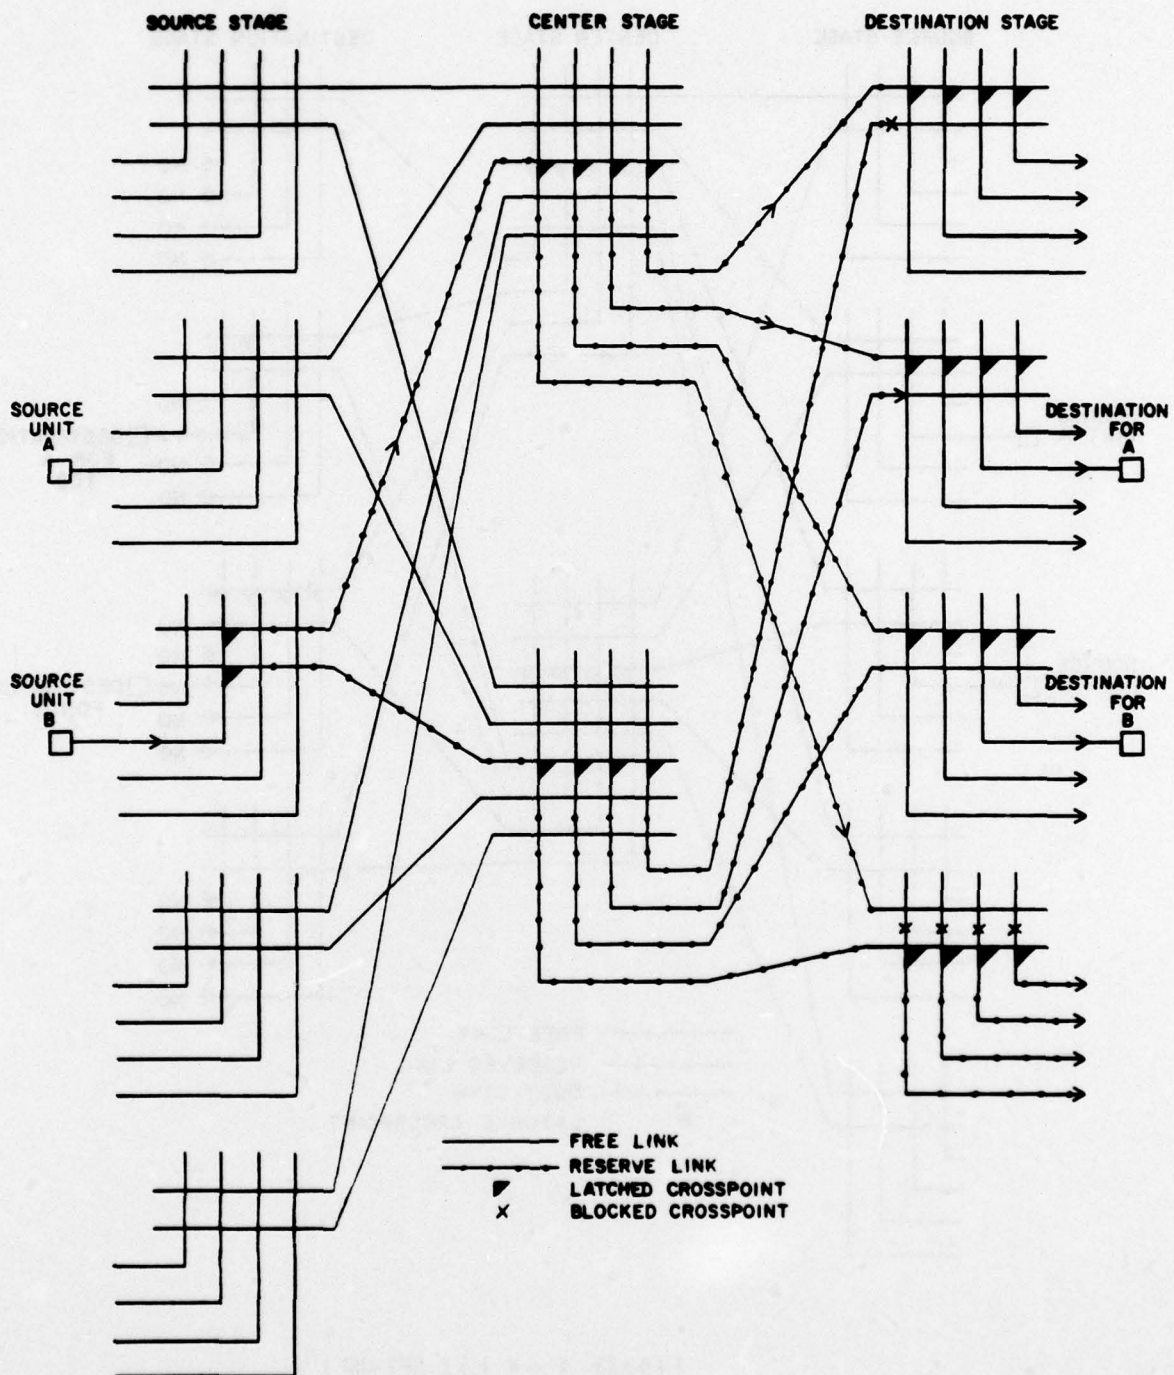 SOURCE STAGE
CENTER STAGE
DESTINATION STAGE
SOURCE
UNIT
A
DESTINATION
FOR
A
SOURCE
UNIT
B
DESTINATION
FOR
B
FREE LINK
RESERVE LINK
LATCHED CROSSPOINT
X BLOCKED CROSSPOINT